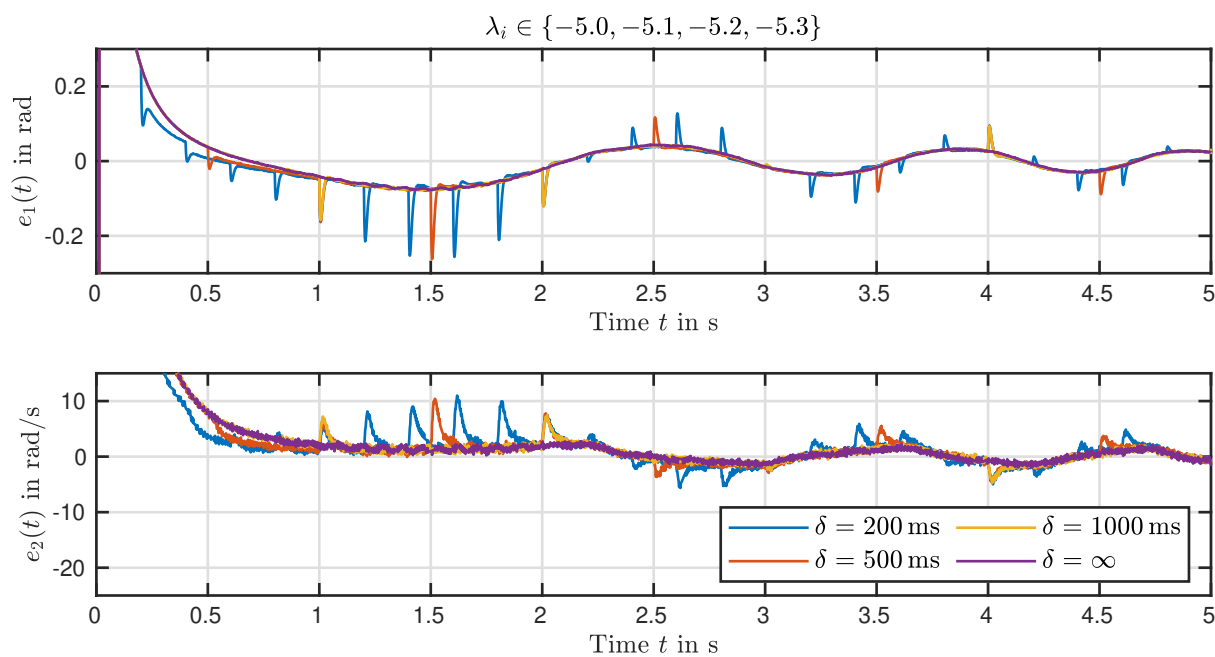 λᵢ ∈ {−5.0, −5.1, −5.2, −5.3}
0.2
0
-0.2
e₁(t) in rad
0 0.5 1 1.5 2 2.5 3 3.5 4 4.5 5
Time t in s
10
0
-10
-20
e₂(t) in rad/s
δ = 200 ms δ = 1000 ms
δ = 500 ms δ = ∞
0 0.5 1 1.5 2 2.5 3 3.5 4 4.5 5
Time t in s